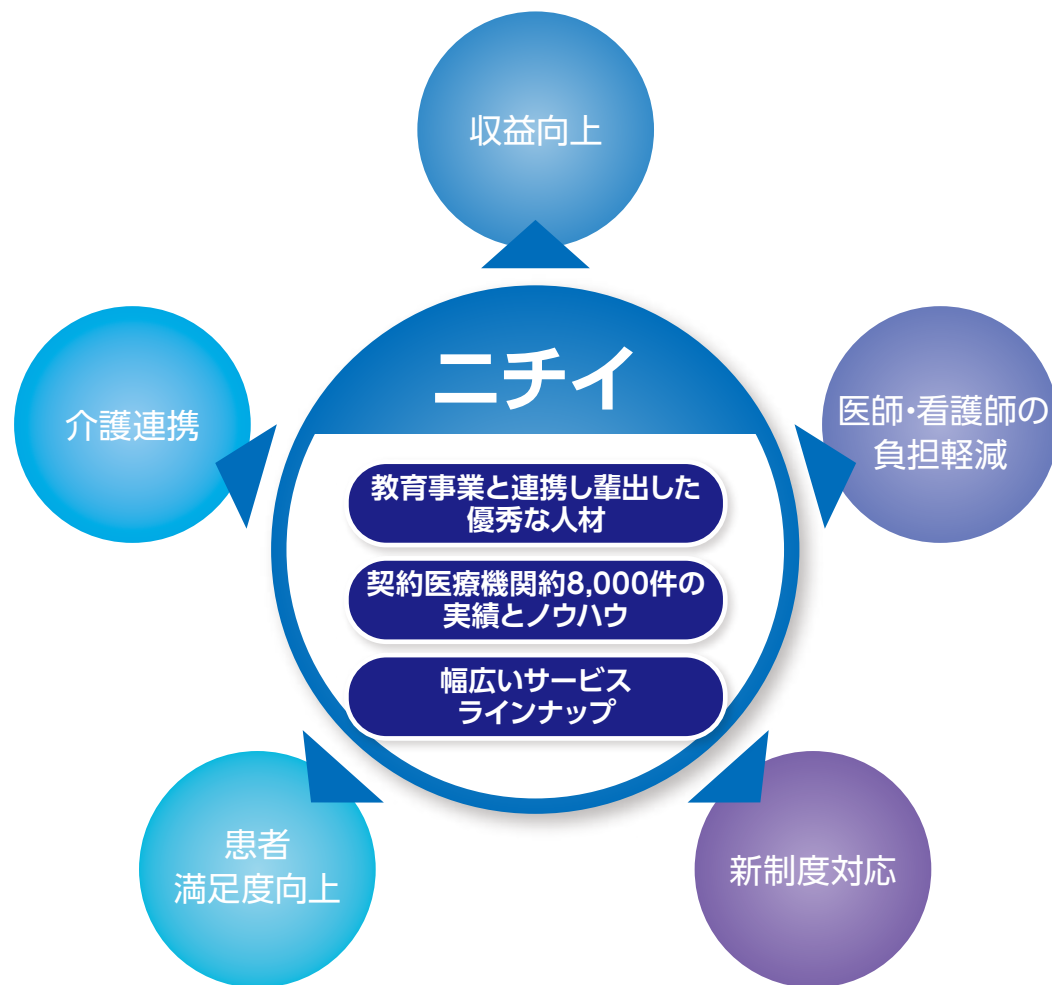 収益向上
介護連携
医師・看護師の
負担軽減
ニチイ
教育事業と連携し輩出した
優秀な人材
契約医療機関約8,000件の
実績とノウハウ
幅広いサービス
ラインナップ
患者
満足度向上
新制度対応